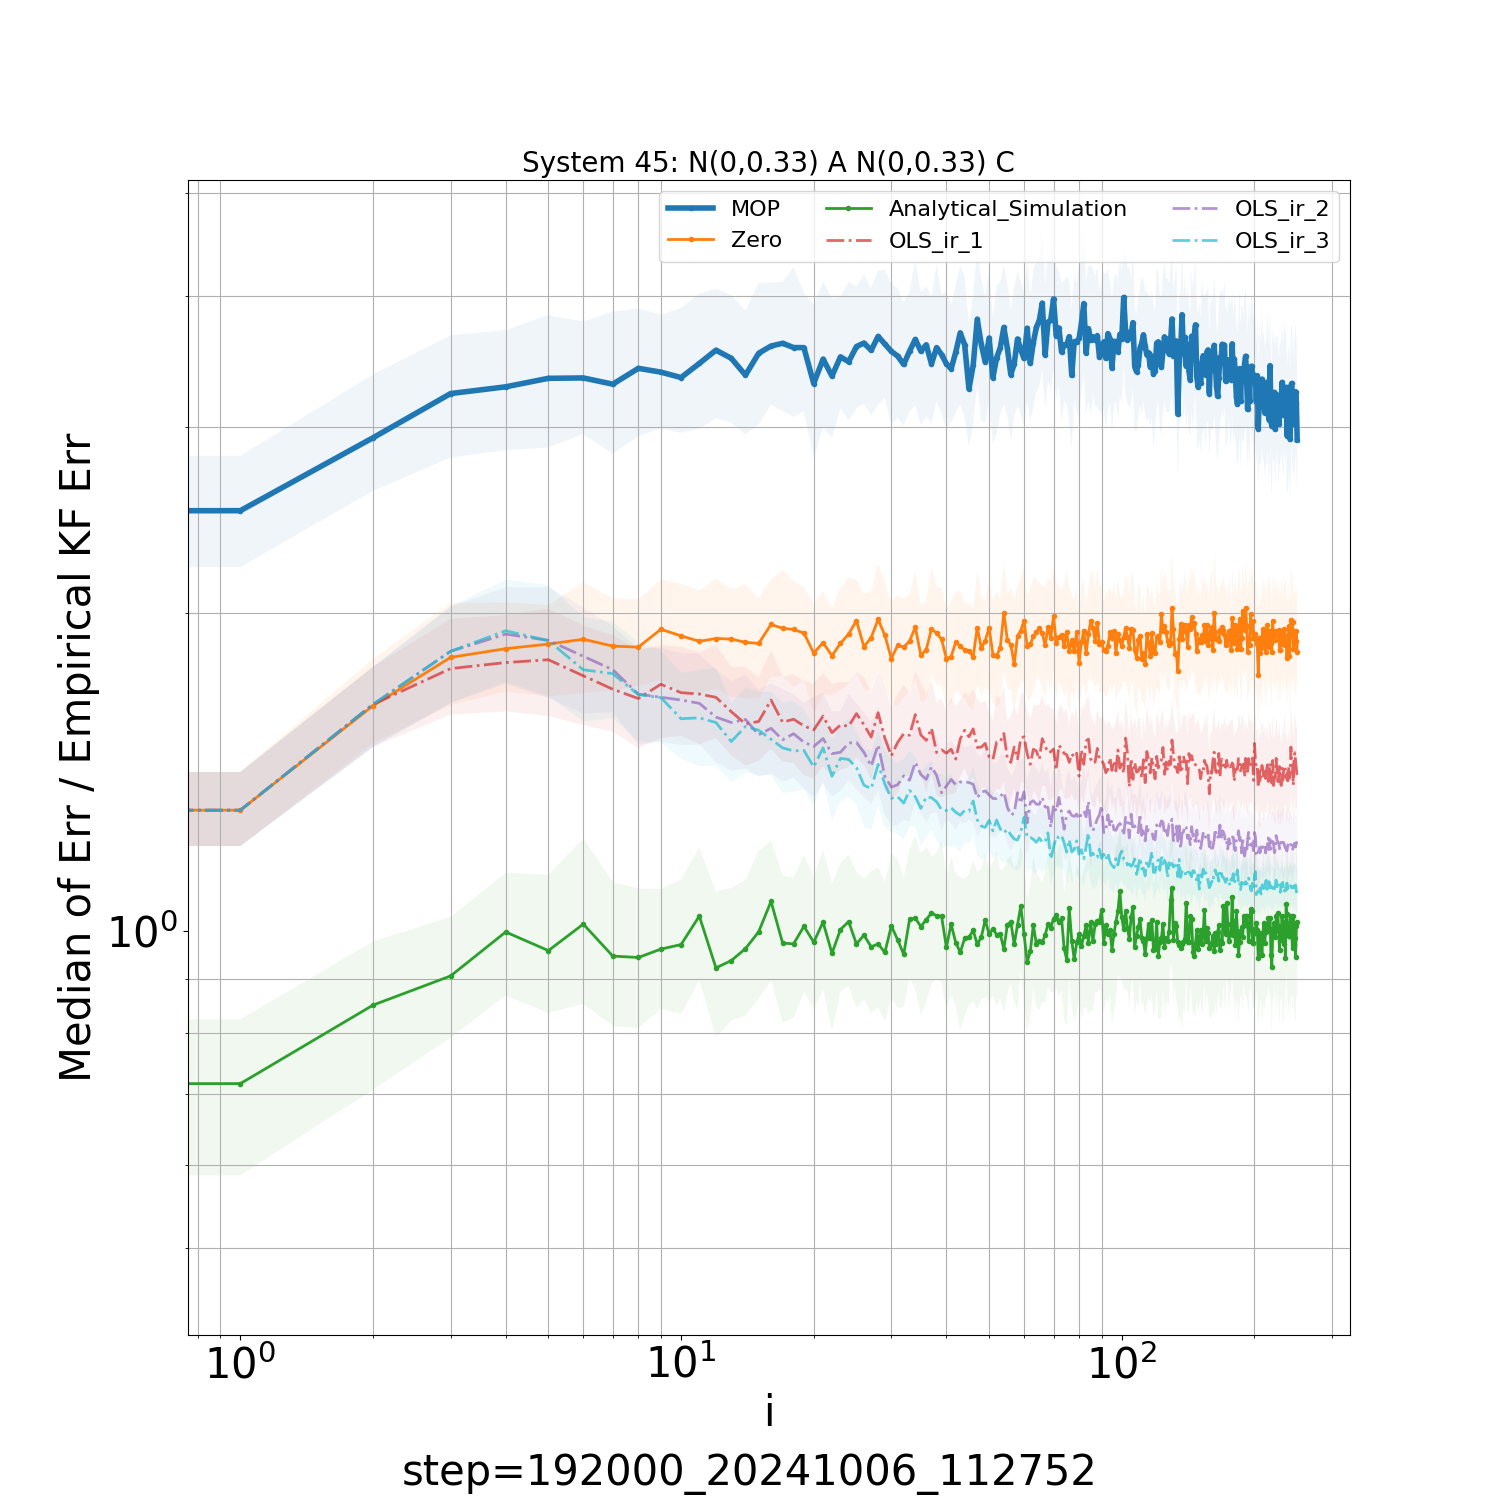 System 45: N(0,0.33) A N(0,0.33) C
MOP
Zero
Analytical_Simulation
OLS_ir_1
OLS_ir_2
OLS_ir_3
Median of Err / Empirical KF Err
10⁰
10⁰ 10¹ 10²
i
step=192000_20241006_112752